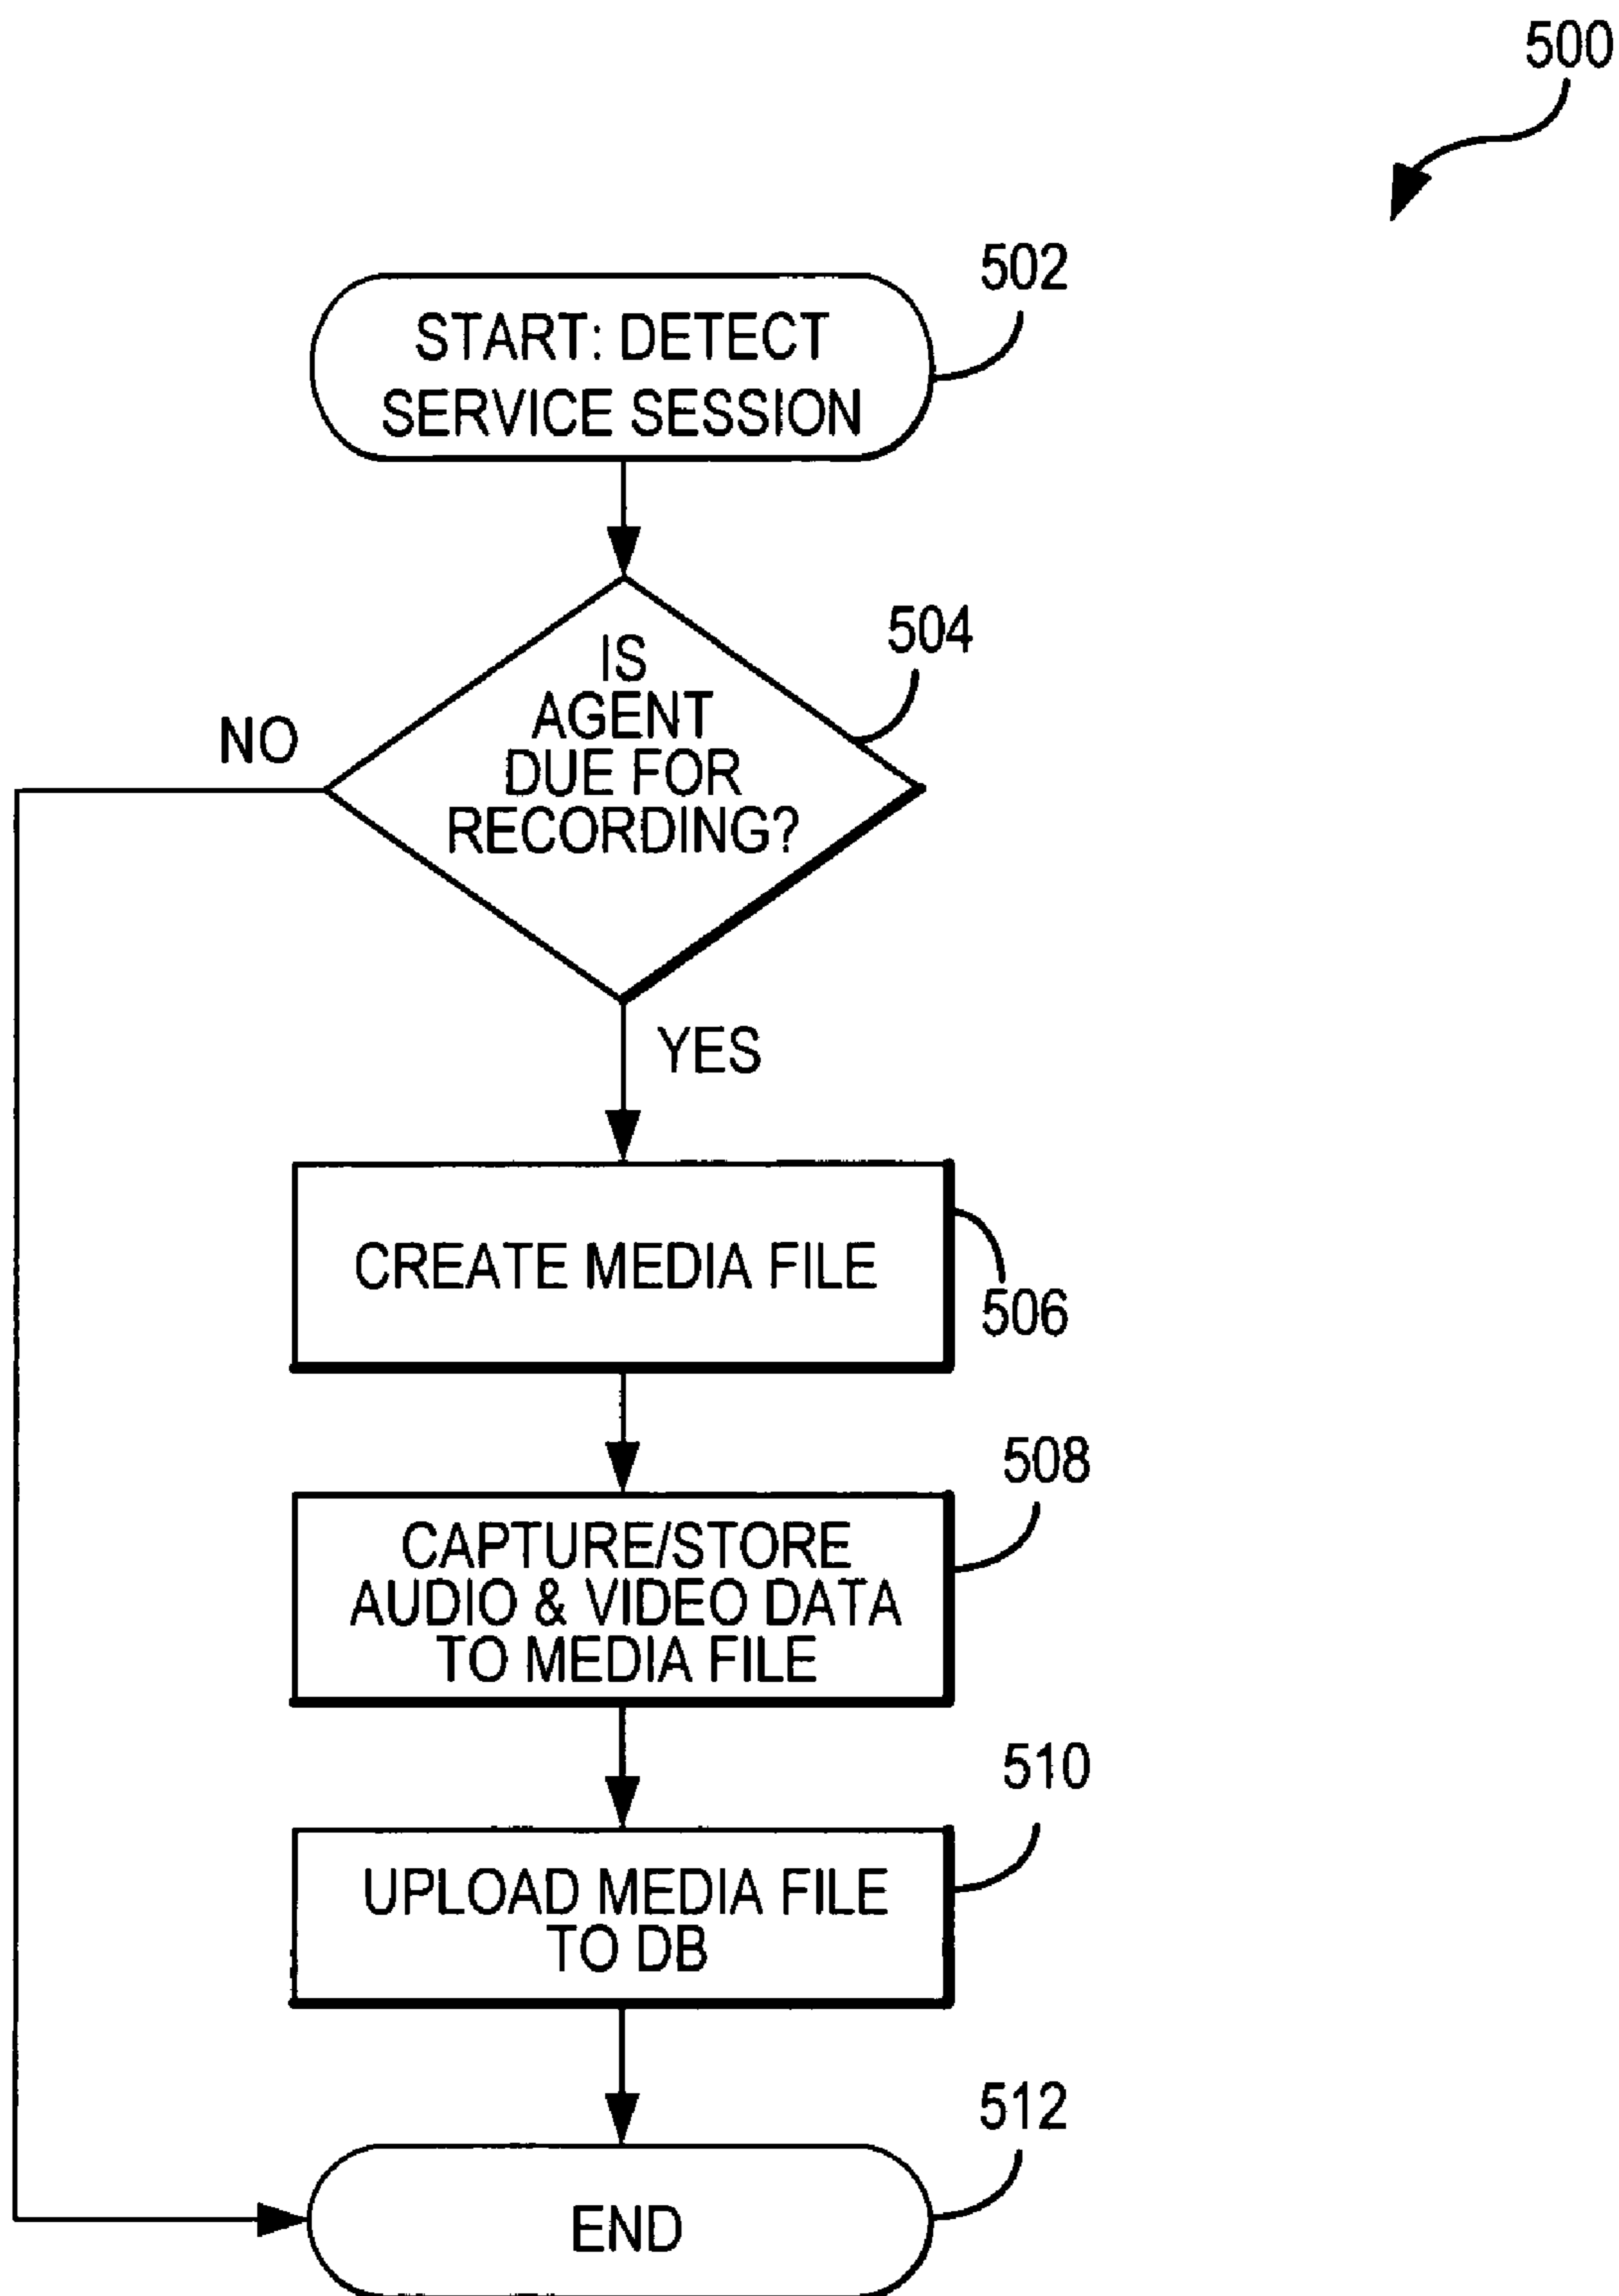 500
502
START: DETECT
SERVICE SESSION
504
IS
AGENT
DUE FOR
RECORDING?
NO
YES
CREATE MEDIA FILE
506
508
CAPTURE/STORE
AUDIO & VIDEO DATA
TO MEDIA FILE
510
UPLOAD MEDIA FILE
TO DB
512
END